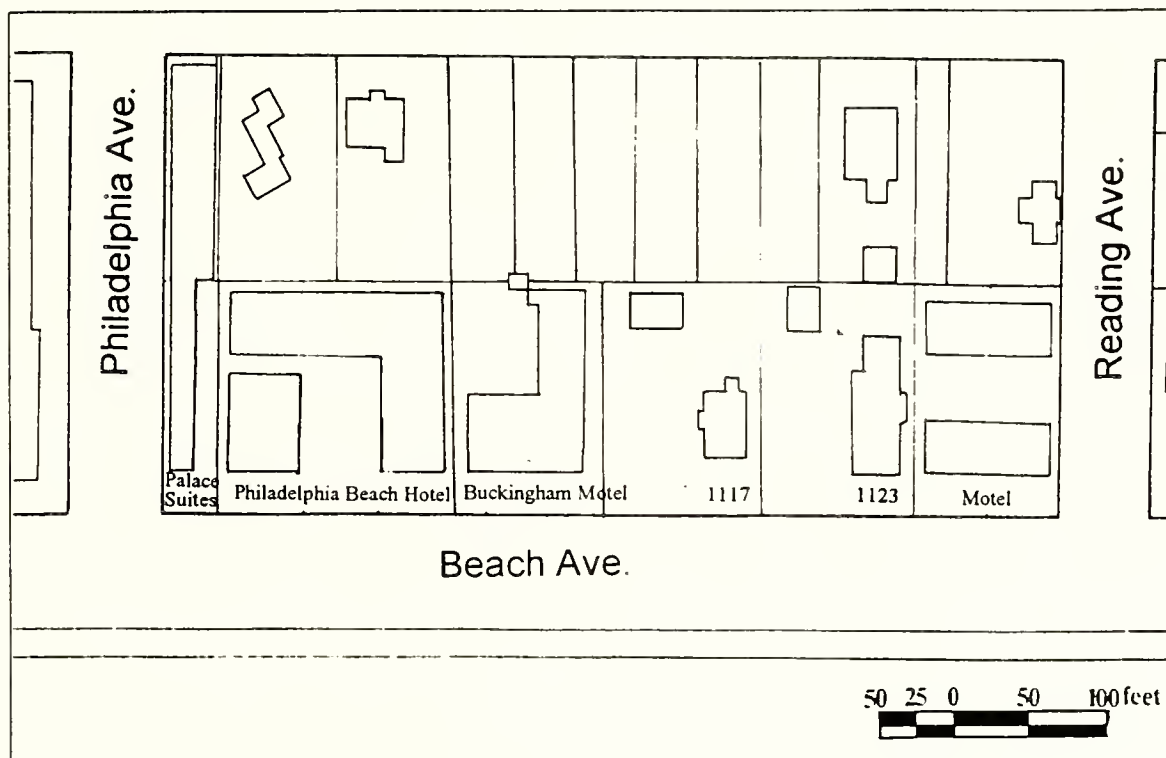 Philadelphia Ave.
Reading Ave.
Palace
Suites
Philadelphia Beach Hotel
Buckingham Motel
1117
1123
Motel
Beach Ave.
50 25 0 50 100 feet